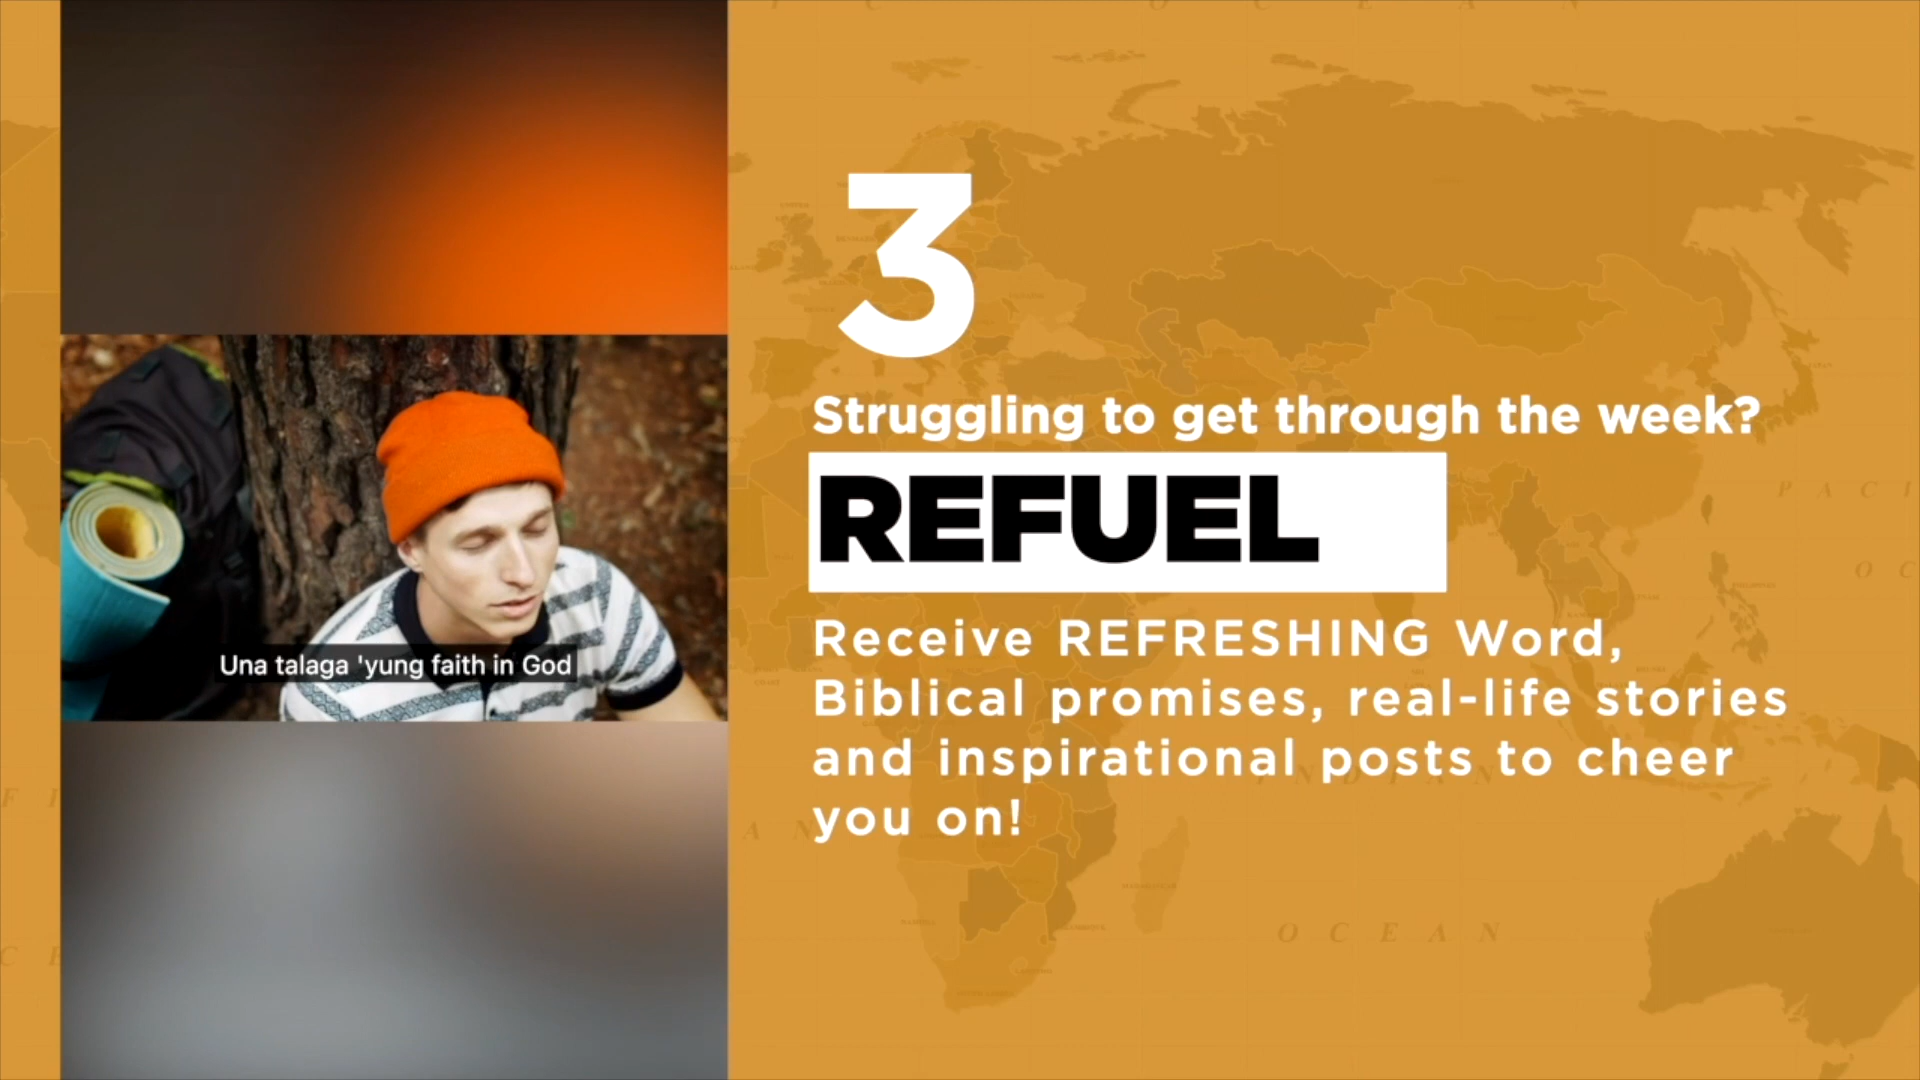 3
Struggling to get through the week?
REFUEL
Receive REFRESHING Word,
Biblical promises, real-life stories
and inspirational posts to cheer
you on!
Una talaga 'yung faith in God
OCEAN